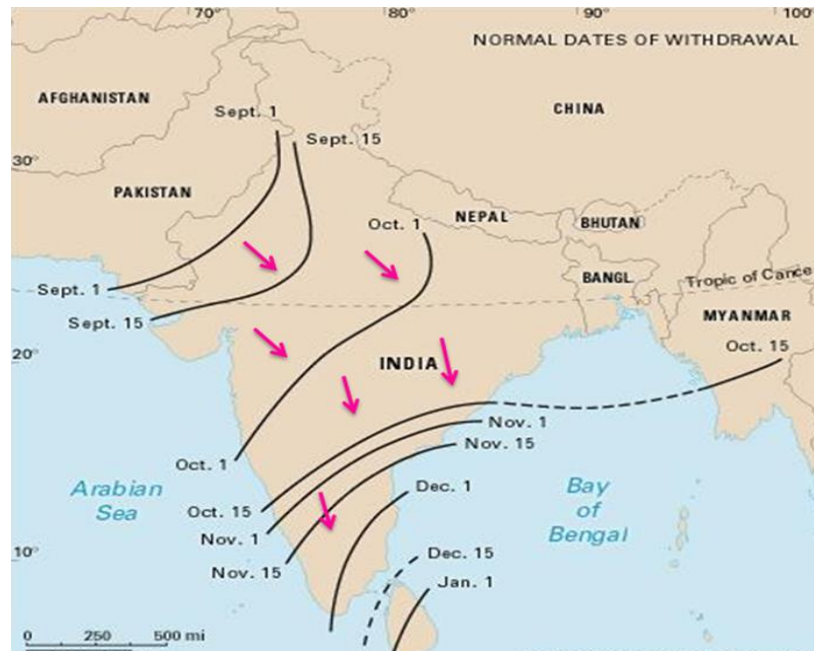 70°
80°
90°
100°
NORMAL DATES OF WITHDRAWAL
AFGHANISTAN
CHINA
Sept. 1
Sept. 15
30°
PAKISTAN
Oct. 1
NEPAL
BHUTAN
BANGL
Tropic of Cance
Sept. 1
Sept. 15
MYANMAR
Oct. 15
20°
INDIA
Nov. 1
Nov. 15
Oct. 1
Arabian
Sea
Dec. 1
Bay
of
Bengal
Oct. 15
Nov. 1
10°
Nov. 15
Dec. 15
Jan. 1
0 250 500 mi